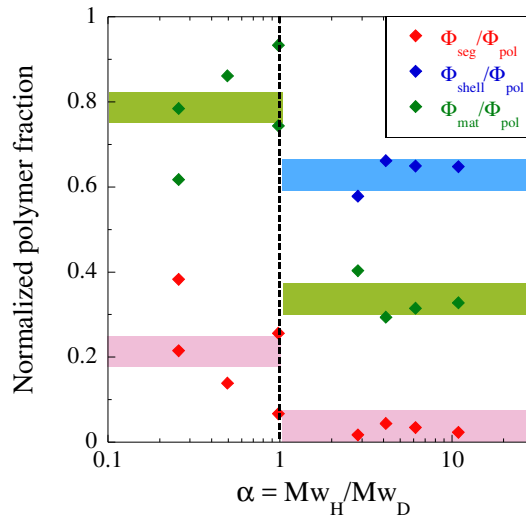 Φseg/Φpol
Φshell/Φpol
Φmat/Φpol
Normalized polymer fraction
1
0.8
0.6
0.4
0.2
0
0.1
1
10
α = MwH/MwD